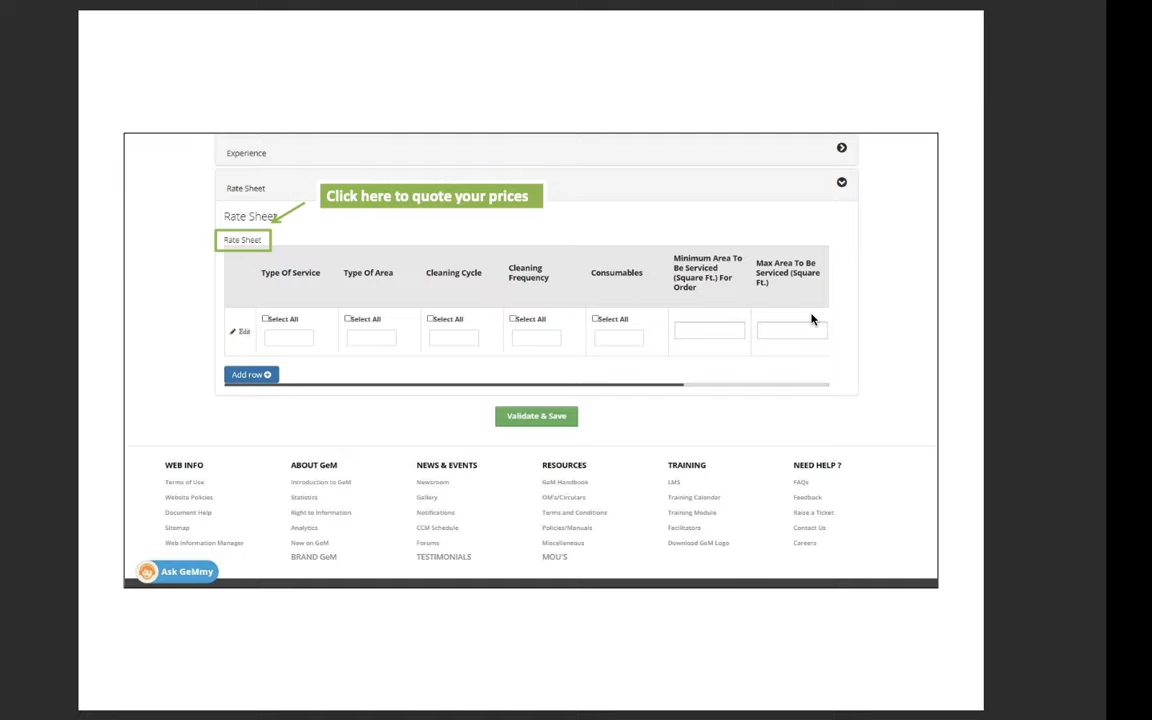 Experience
Rate Sheet
Click here to quote your prices
Rate Sheet
Rate Sheet
Type Of Service
Type Of Area
Cleaning Cycle
Cleaning
Frequency
Consumables
Minimum Area To
Be Serviced
(Square Ft.) For
Order
Max Area To Be
Serviced (Square
Ft.)
Edit
Select All
Select All
Select All
Select All
Select All
Add row
Validate & Save
WEB INFO
Terms of Use
Website Policies
Document Help
Sitemap
Web Information Manager
ABOUT GeM
Introduction to GeM
Statistics
Right to Information
Analytics
New on GeM
BRAND GeM
NEWS & EVENTS
Newsroom
Gallery
Notifications
CCM Schedule
Forums
TESTIMONIALS
RESOURCES
GeM Handbook
OM's/Circulars
Terms and Conditions
Policies/Manuals
Miscellaneous
MOU'S
TRAINING
LMS
Training Calendar
Training Module
Facilitators
Download GeM Logo
NEED HELP ?
FAQs
Feedback
Raise a Ticket
Contact Us
Careers
Ask GeMmy